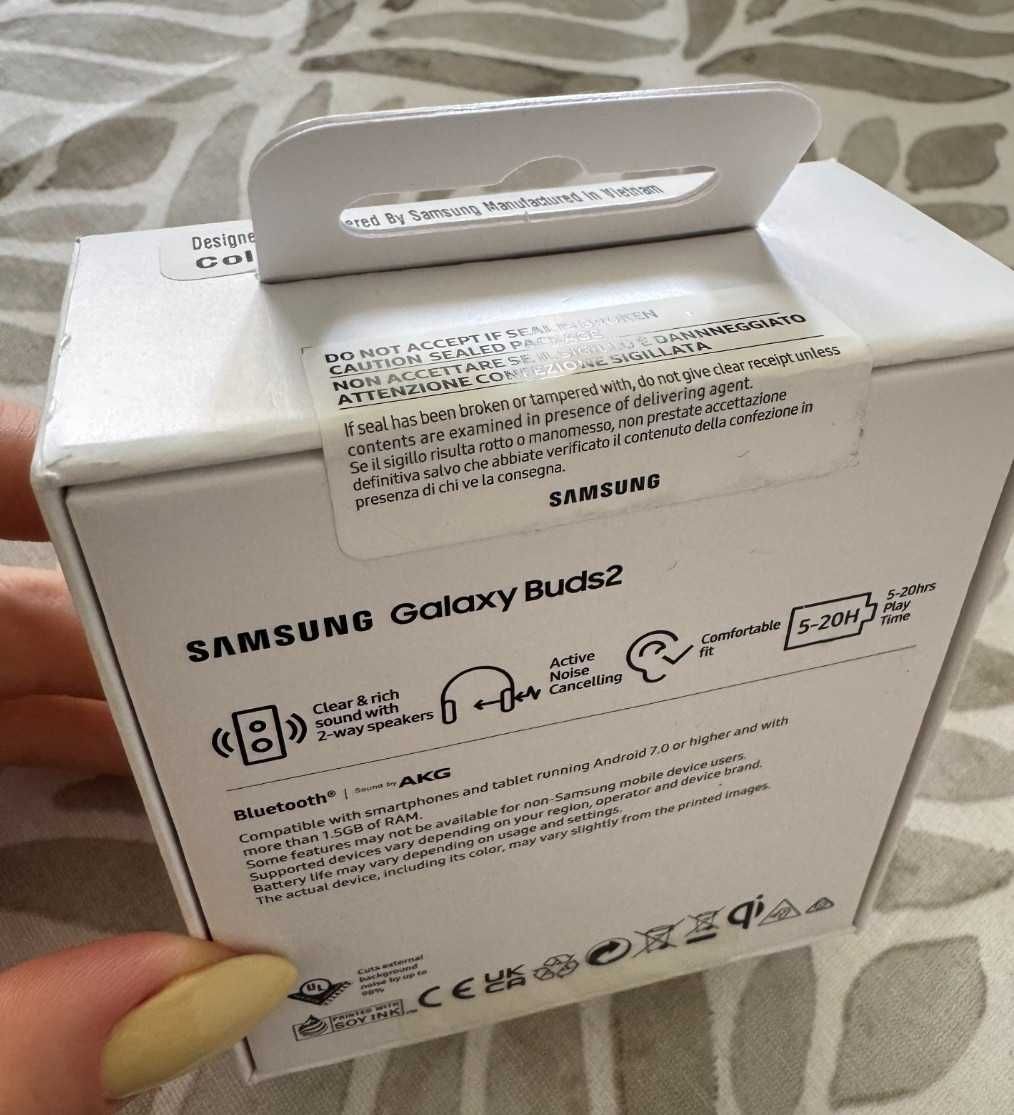 ered By Samsung Manufactured in Vietnam
Designe
Col
DO NOT ACCEPT IF SEAL IS BROKEN
CAUTION SEALED PACKAGE
NON ACCETTARE SE IL SIGILLO È DANNNEGGIATO
ATTENZIONE CONFEZIONE SIGILLATA
If seal has been broken or tampered with, do not give clear receipt unless
contents are examined in presence of delivering agent.
Se il sigillo risulta rotto o manomesso, non prestate accettazione
definitiva salvo che abbiate verificato il contenuto della confezione in
presenza di chi ve la consegna.
SAMSUNG
SAMSUNG Galaxy Buds2
Clear & rich
sound with
2-way speakers
Active
Noise
Cancelling
Comfortable
fit
5-20H
5-20hrs
Play
Time
Bluetooth® | Sound by AKG
Compatible with smartphones and tablet running Android 7.0 or higher and with
more than 1.5GB of RAM.
Some features may not be available for non-Samsung mobile device users.
Supported devices vary depending on your region, operator and device brand.
Battery life may vary depending on usage and settings.
The actual device, including its color, may vary slightly from the printed images.
UL
Cuts external
background
noise by up to
98%
PRINTED WITH
SOY INK
CE
UK
CA
qi